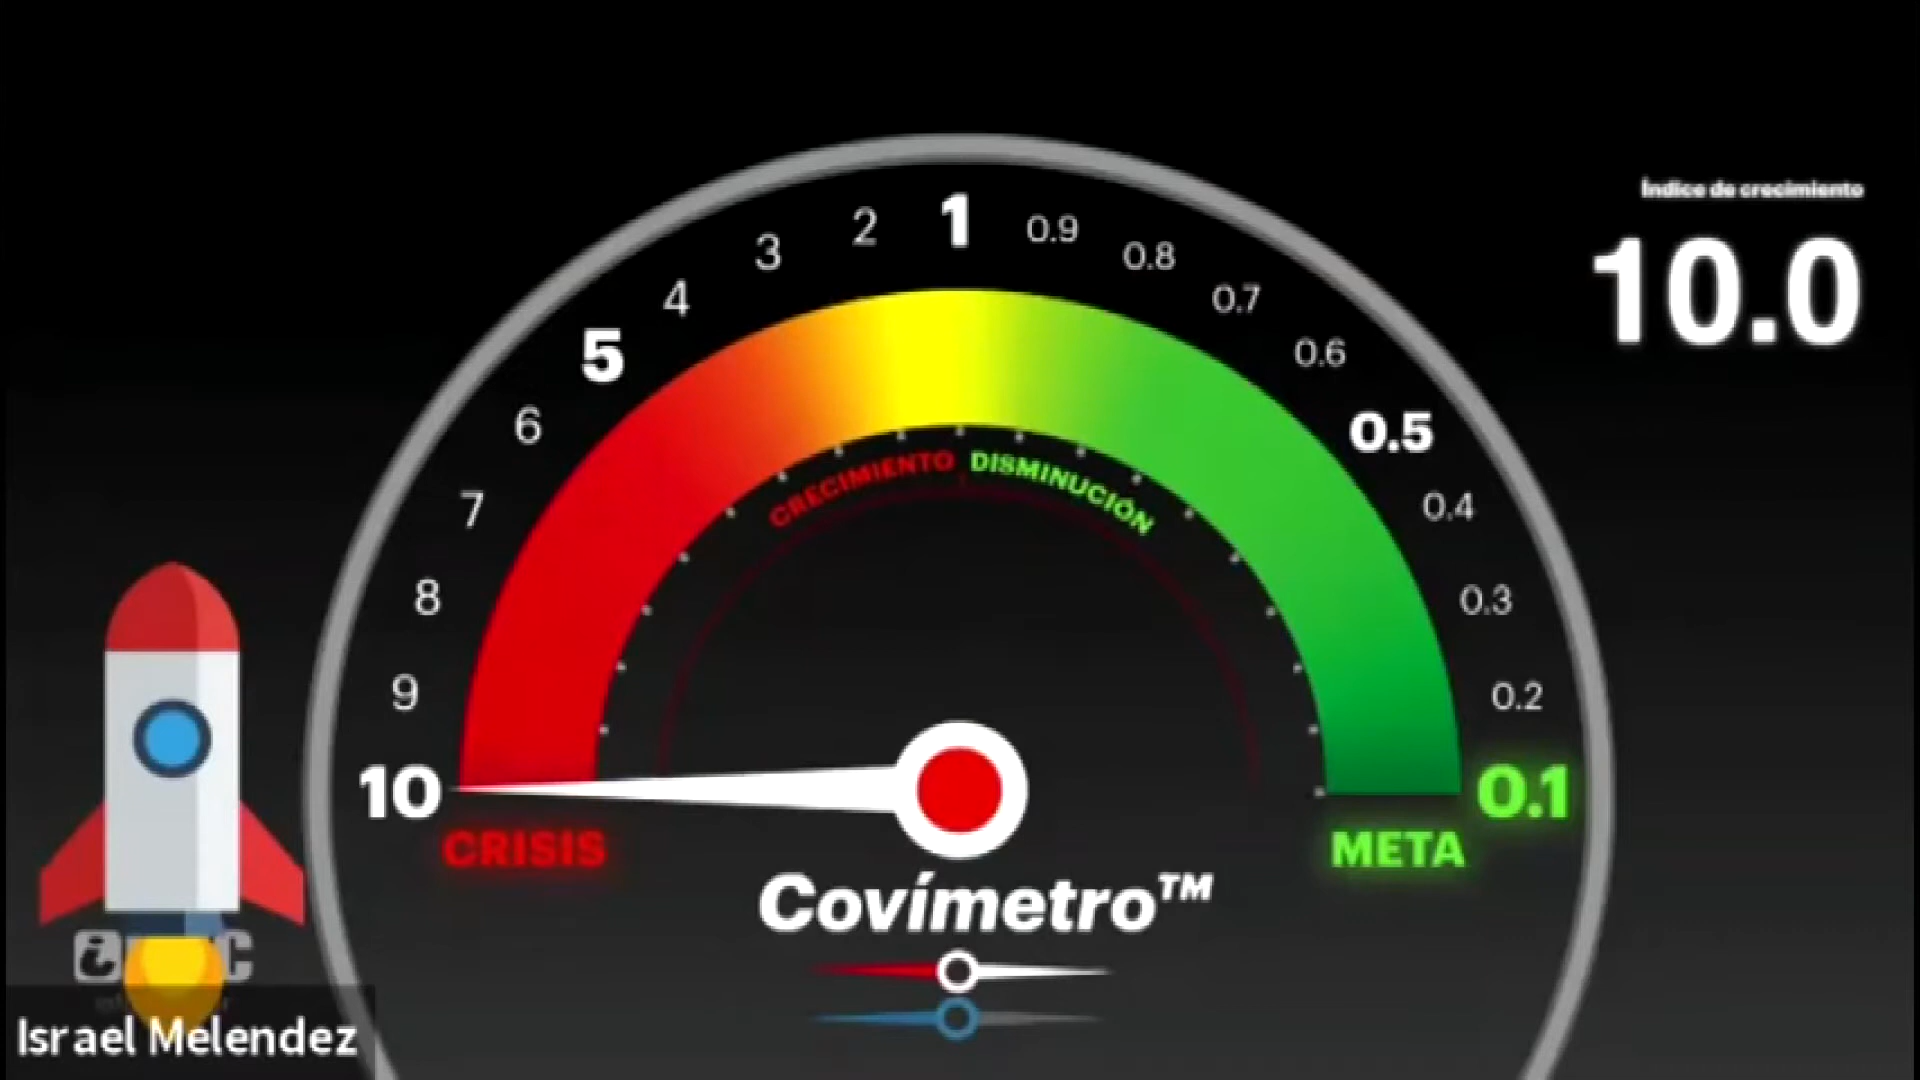 Índice de crecimiento
10.0
10
9
8
7
6
5
4
3
2
1
0.9
0.8
0.7
0.6
0.5
0.4
0.3
0.2
0.1
CRECIMIENTO
DISMINUCIÓN
CRISIS
META
Covímetro™
Israel Melendez